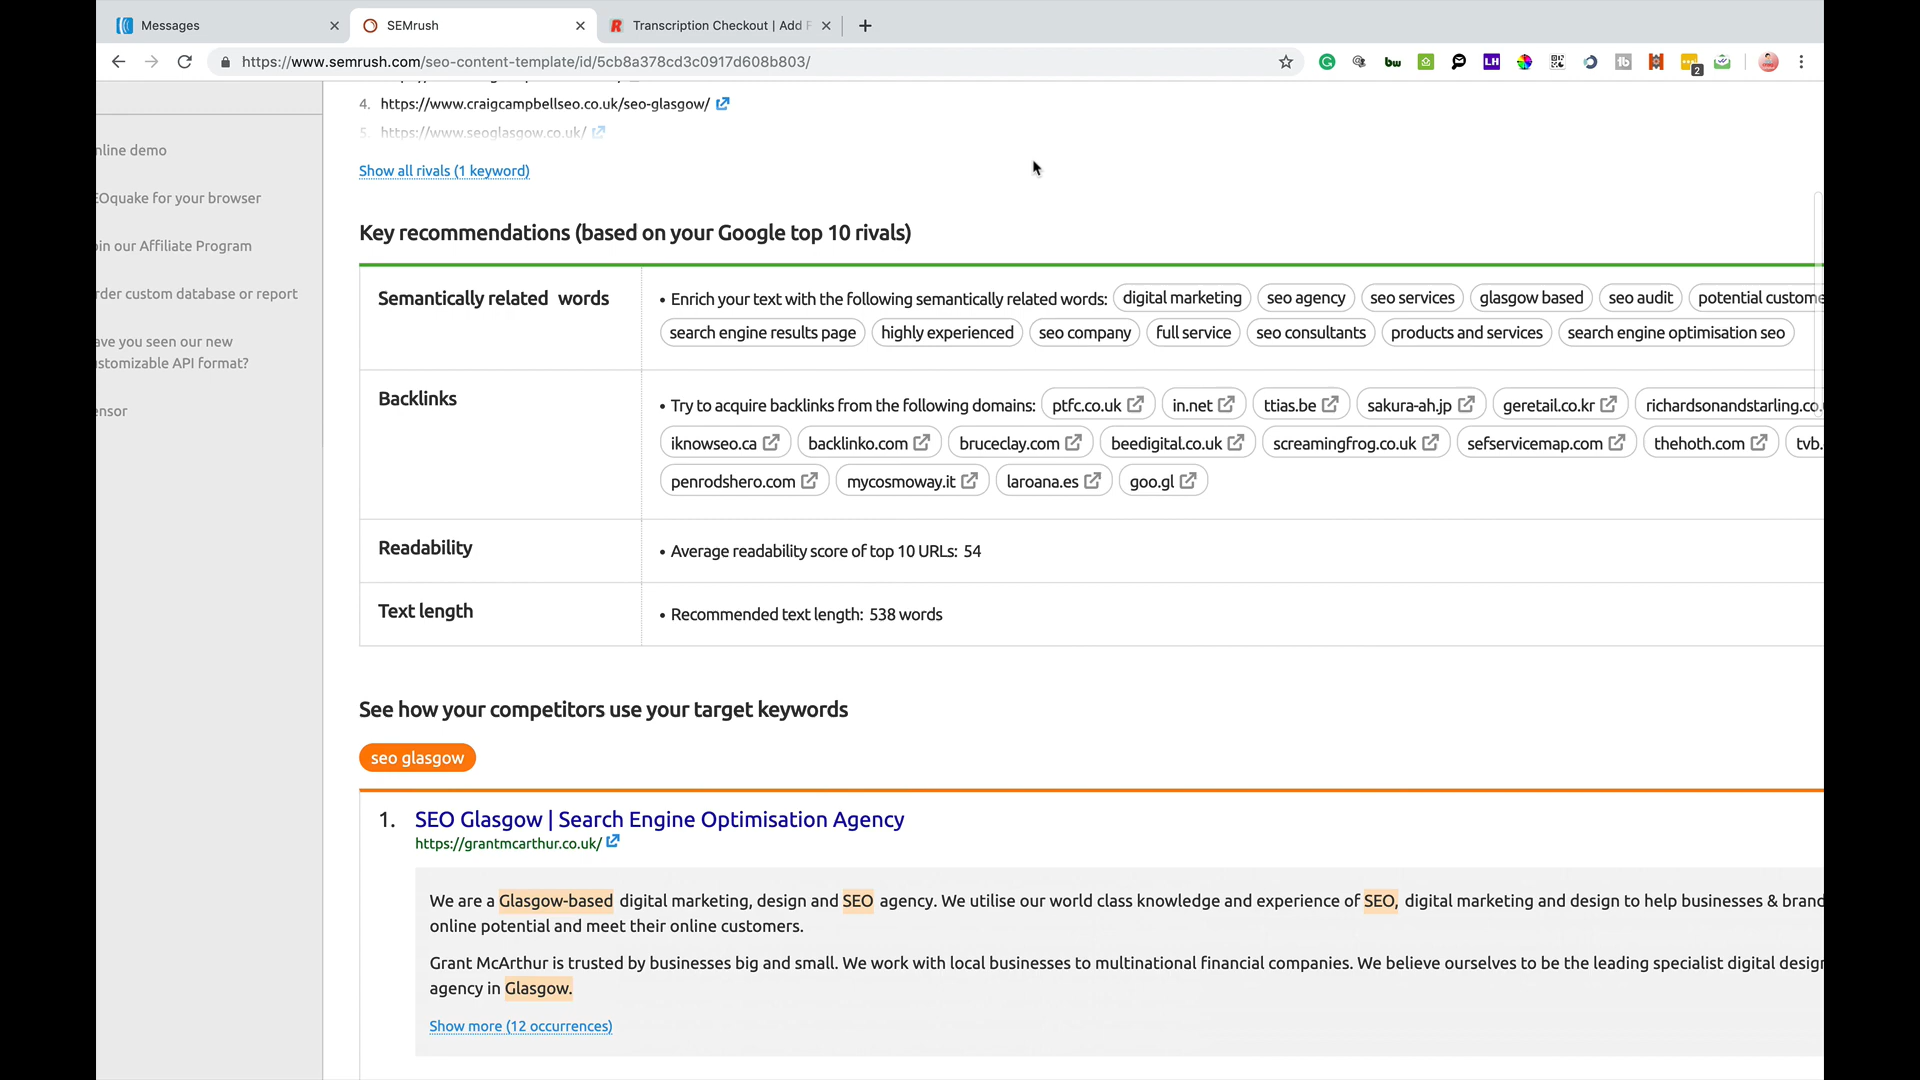 Messages
SEMrush
Transcription Checkout | Add
https://www.semrush.com/seo-content-template/id/5cb8a378cd3c0917d608b803/
bw
LH
2
4. https://www.craigcampbellseo.co.uk/seo-glasgow/
5. https://www.seoglasgow.co.uk/
Show all rivals (1 keyword)
nline demo
EOquake for your browser
oin our Affiliate Program
rder custom database or report
ave you seen our new
stomizable API format?
ensor
Key recommendations (based on your Google top 10 rivals)
Semantically related words
• Enrich your text with the following semantically related words: digital marketing seo agency seo services glasgow based seo audit potential custome
search engine results page highly experienced seo company full service seo consultants products and services search engine optimisation seo
Backlinks
• Try to acquire backlinks from the following domains: ptfc.co.uk in.net ttias.be sakura-ah.jp geretail.co.kr richardsonandstarling.co.
iknowseo.ca backlinko.com bruceclay.com beedigital.co.uk screamingfrog.co.uk sefservicemap.com thehoth.com tvb.
penrodshero.com mycosmoway.it laroana.es goo.gl
Readability
• Average readability score of top 10 URLs: 54
Text length
• Recommended text length: 538 words
See how your competitors use your target keywords
seo glasgow
1. SEO Glasgow | Search Engine Optimisation Agency
https://grantmcarthur.co.uk/
We are a Glasgow-based digital marketing, design and SEO agency. We utilise our world class knowledge and experience of SEO, digital marketing and design to help businesses & brand
online potential and meet their online customers.
Grant McArthur is trusted by businesses big and small. We work with local businesses to multinational financial companies. We believe ourselves to be the leading specialist digital desig
agency in Glasgow.
Show more (12 occurrences)